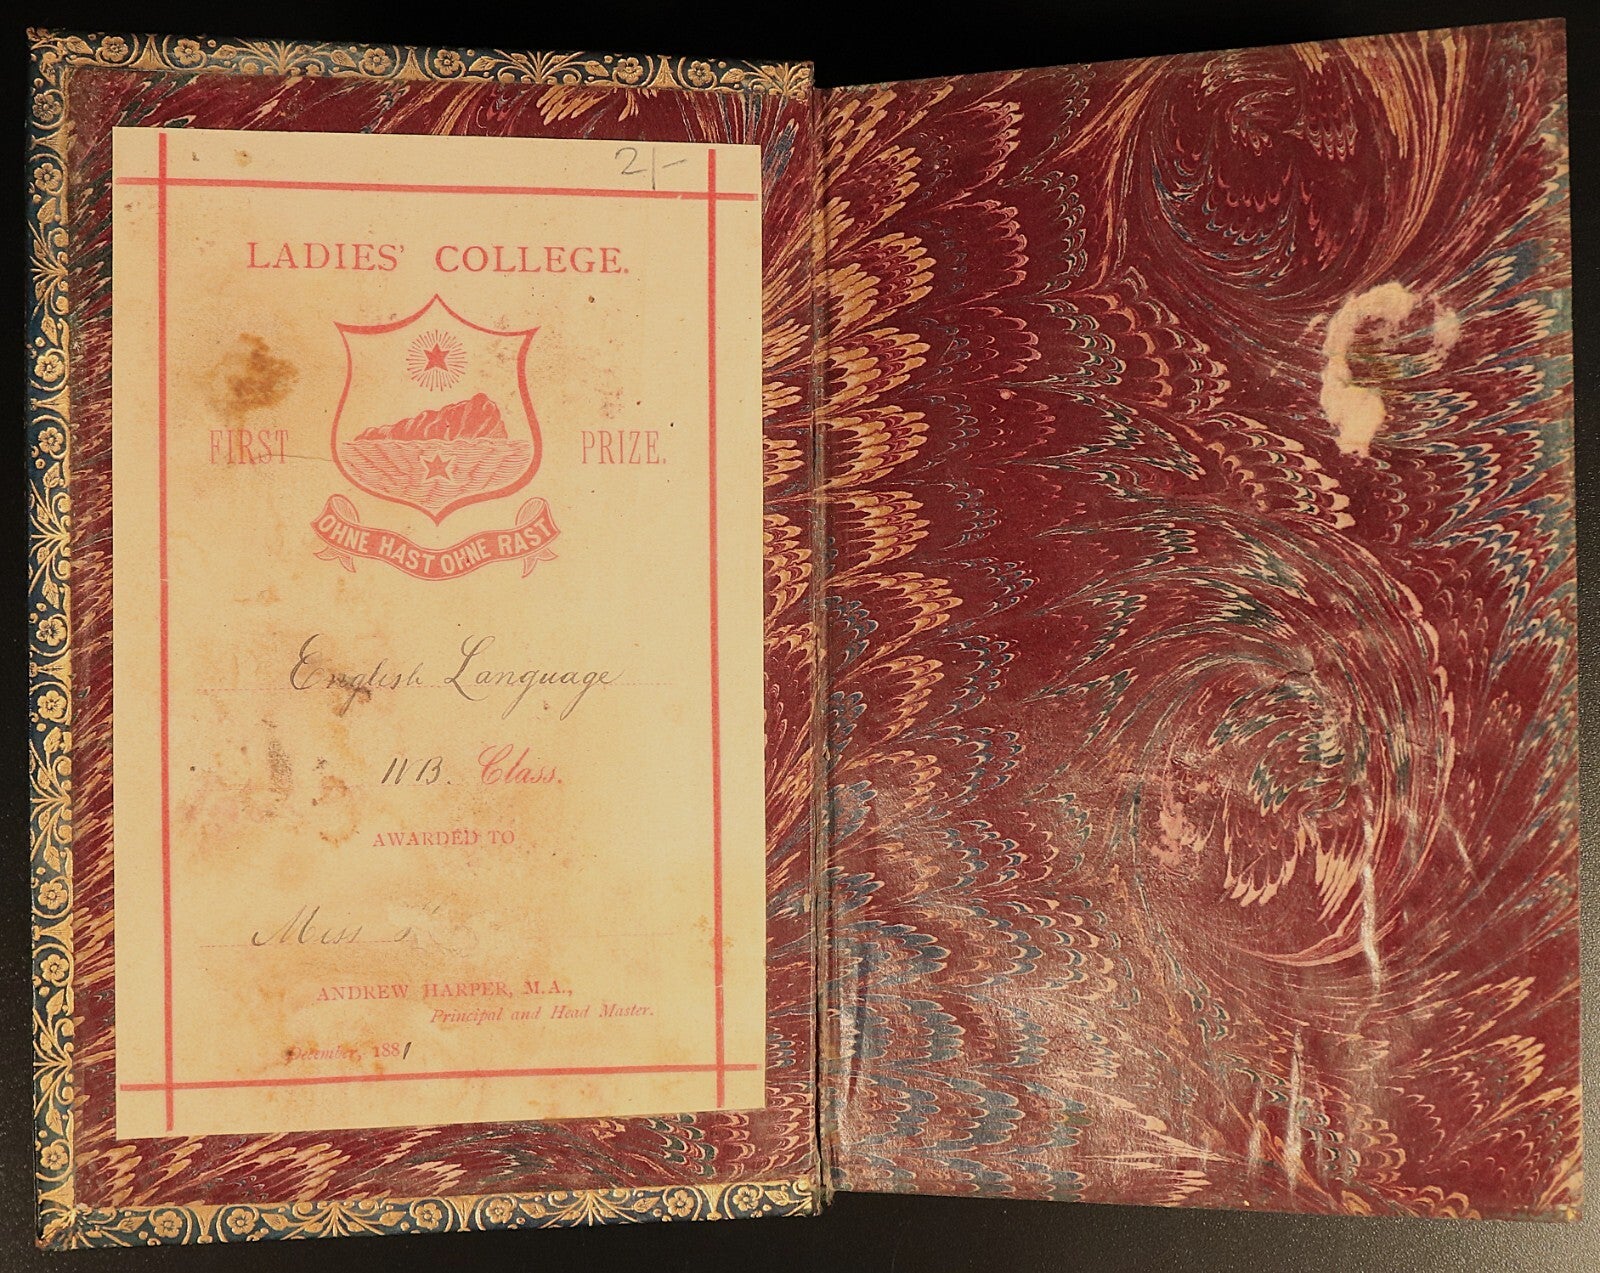 2/-
LADIES' COLLEGE.
FIRST PRIZE.
OHNE HAST OHNE RAST
English Language
Class.
AWARDED TO
Miss
ANDREW HARPER, M.A.,
Principal and Head Master.
December, 1881